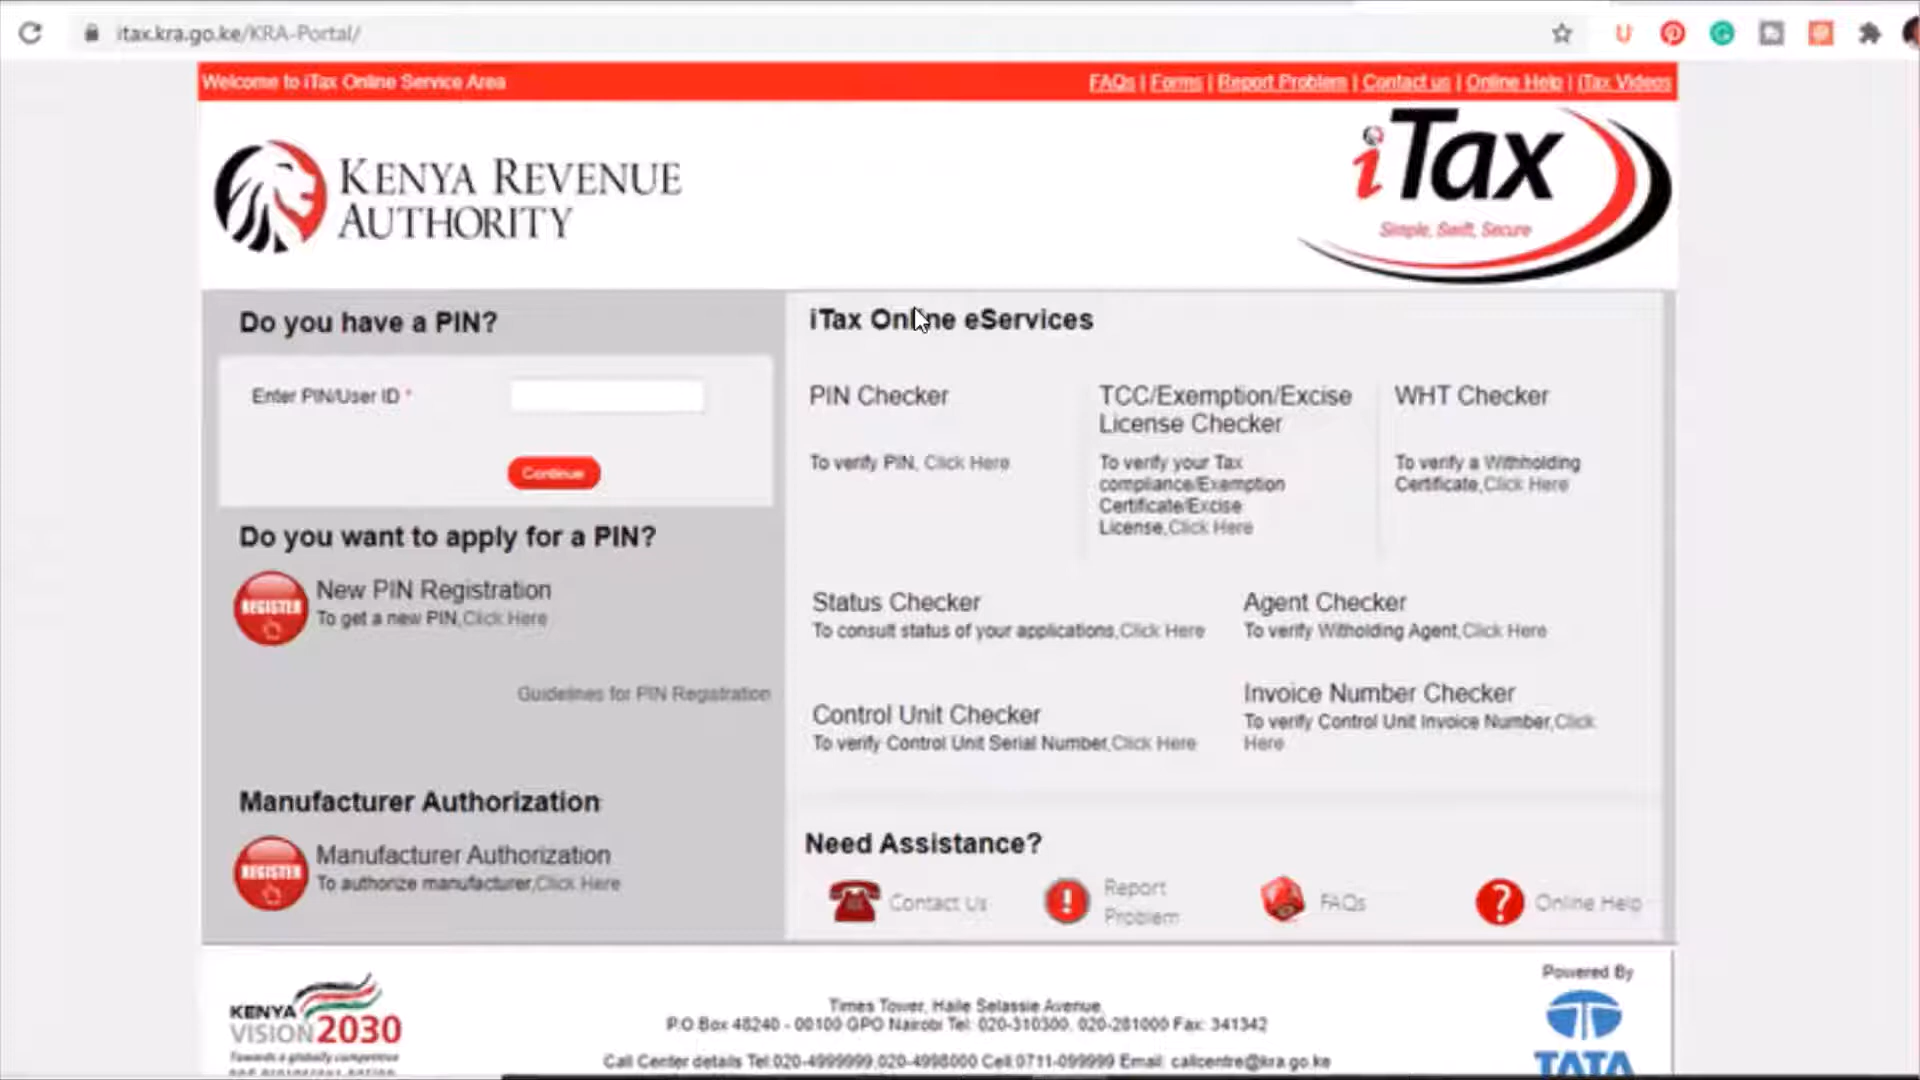 itax.kra.go.ke/KRA-Portal/
Welcome to iTax Online Service Area
FAQs | Forms | Report Problem | Contact us | Online Help | iTax Videos
KENYA REVENUE
AUTHORITY
iTax
Simple, Swift, Secure
Do you have a PIN?
Enter PIN/User ID *
Continue
Do you want to apply for a PIN?
REGISTER
New PIN Registration
To get a new PIN,Click Here
Guidelines for PIN Registration
Manufacturer Authorization
REGISTER
Manufacturer Authorization
To authorize manufacturer,Click Here
iTax Online eServices
PIN Checker
To verify PIN, Click Here
TCC/Exemption/Excise
License Checker
To verify your Tax
compliance/Exemption
Certificate/Excise
License,Click Here
WHT Checker
To verify a Withholding
Certificate,Click Here
Status Checker
To consult status of your applications,Click Here
Agent Checker
To verify Witholding Agent,Click Here
Control Unit Checker
To verify Control Unit Serial Number,Click Here
Invoice Number Checker
To verify Control Unit Invoice Number,Click
Here
Need Assistance?
Contact Us
Report
Problem
FAQs
Online Help
KENYA
VISION 2030
Towards a globally competitive
Times Tower, Haile Selassie Avenue,
P.O Box 48240 - 00100 GPO Nairobi Tel: 020-310300, 020-281000 Fax: 341342
Call Center details Tel:020-4999999,020-4998000 Cell:0711-099999 Email: callcentre@kra.go.ke
Powered By
TATA